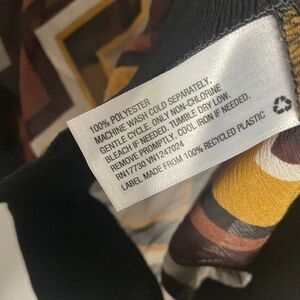 100% POLYESTER
MACHINE WASH COLD SEPARATELY.
GENTLE CYCLE. ONLY NON-CHLORINE
BLEACH IF NEEDED. TUMBLE DRY LOW.
REMOVE PROMPTLY. COOL IRON IF NEEDED.
RN17730 VN1247024
LABEL MADE FROM 100% RECYCLED PLASTIC